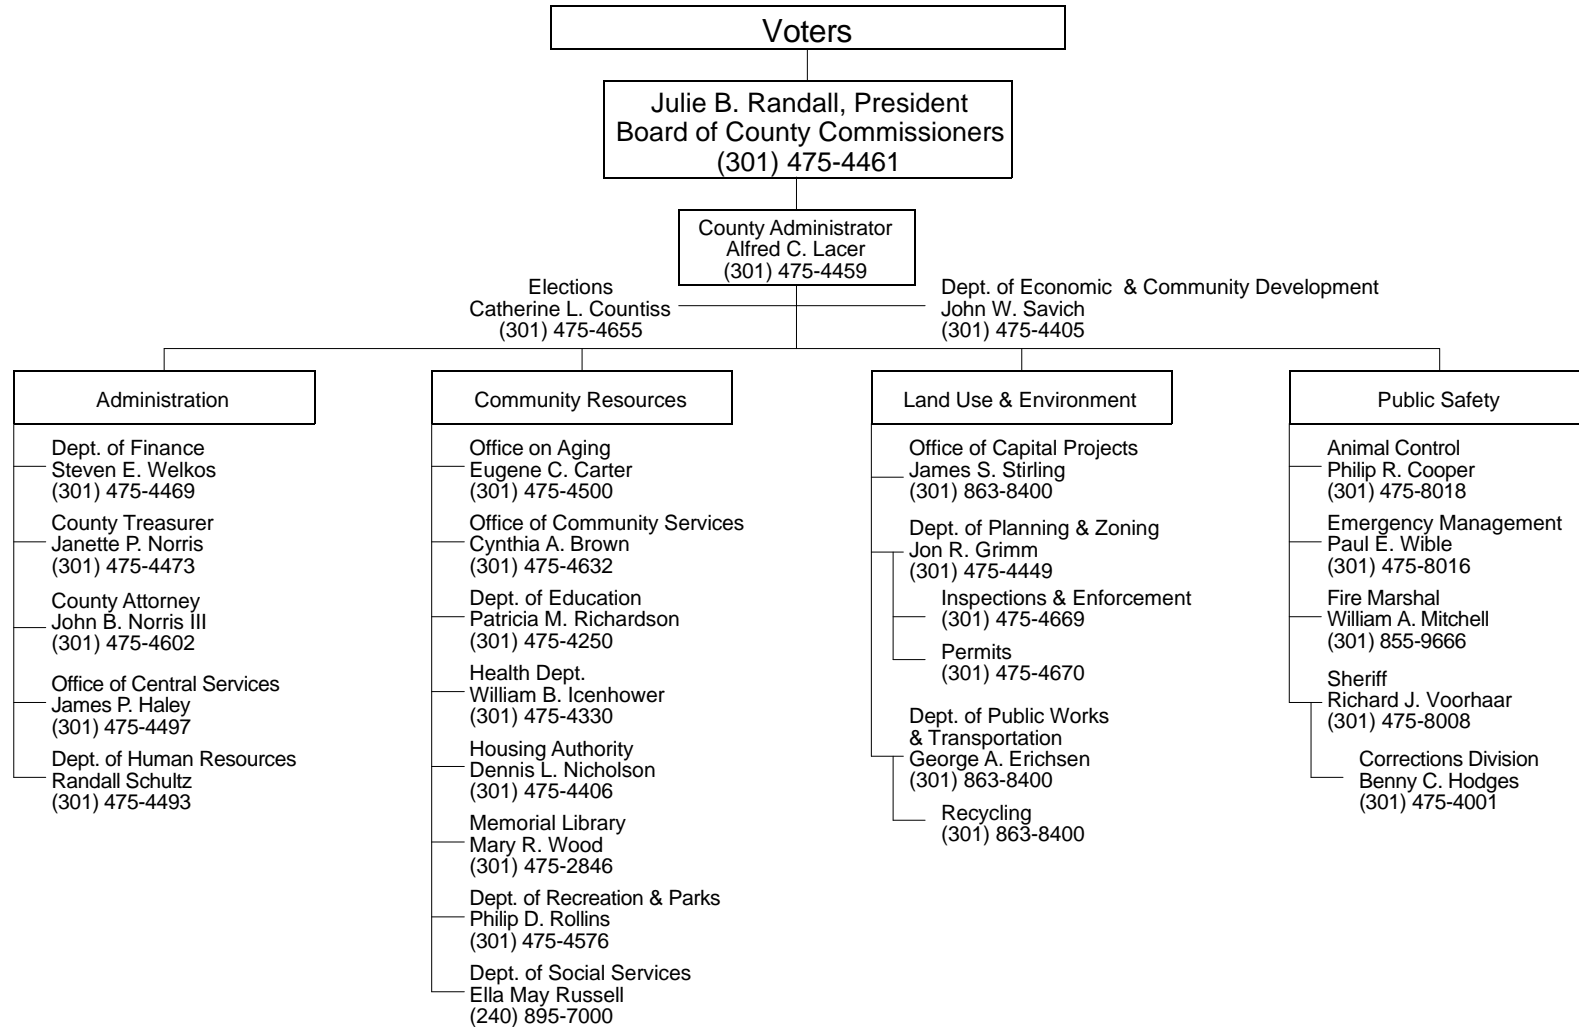 Voters
Julie B. Randall, President
Board of County Commissioners
(301) 475-4461
County Administrator
Alfred C. Lacer
(301) 475-4459
Elections
Catherine L. Countiss
(301) 475-4655
Dept. of Economic & Community Development
John W. Savich
(301) 475-4405
Administration
Dept. of Finance
Steven E. Welkos
(301) 475-4469
County Treasurer
Janette P. Norris
(301) 475-4473
County Attorney
John B. Norris III
(301) 475-4602
Office of Central Services
James P. Haley
(301) 475-4497
Dept. of Human Resources
Randall Schultz
(301) 475-4493
Community Resources
Office on Aging
Eugene C. Carter
(301) 475-4500
Office of Community Services
Cynthia A. Brown
(301) 475-4632
Dept. of Education
Patricia M. Richardson
(301) 475-4250
Health Dept.
William B. Icenhower
(301) 475-4330
Housing Authority
Dennis L. Nicholson
(301) 475-4406
Memorial Library
Mary R. Wood
(301) 475-2846
Dept. of Recreation & Parks
Philip D. Rollins
(301) 475-4576
Dept. of Social Services
Ella May Russell
(240) 895-7000
Land Use & Environment
Office of Capital Projects
James S. Stirling
(301) 863-8400
Dept. of Planning & Zoning
Jon R. Grimm
(301) 475-4449
Inspections & Enforcement
(301) 475-4669
Permits
(301) 475-4670
Dept. of Public Works
& Transportation
George A. Erichsen
(301) 863-8400
Recycling
(301) 863-8400
Public Safety
Animal Control
Philip R. Cooper
(301) 475-8018
Emergency Management
Paul E. Wible
(301) 475-8016
Fire Marshal
William A. Mitchell
(301) 855-9666
Sheriff
Richard J. Voorhaar
(301) 475-8008
Corrections Division
Benny C. Hodges
(301) 475-4001